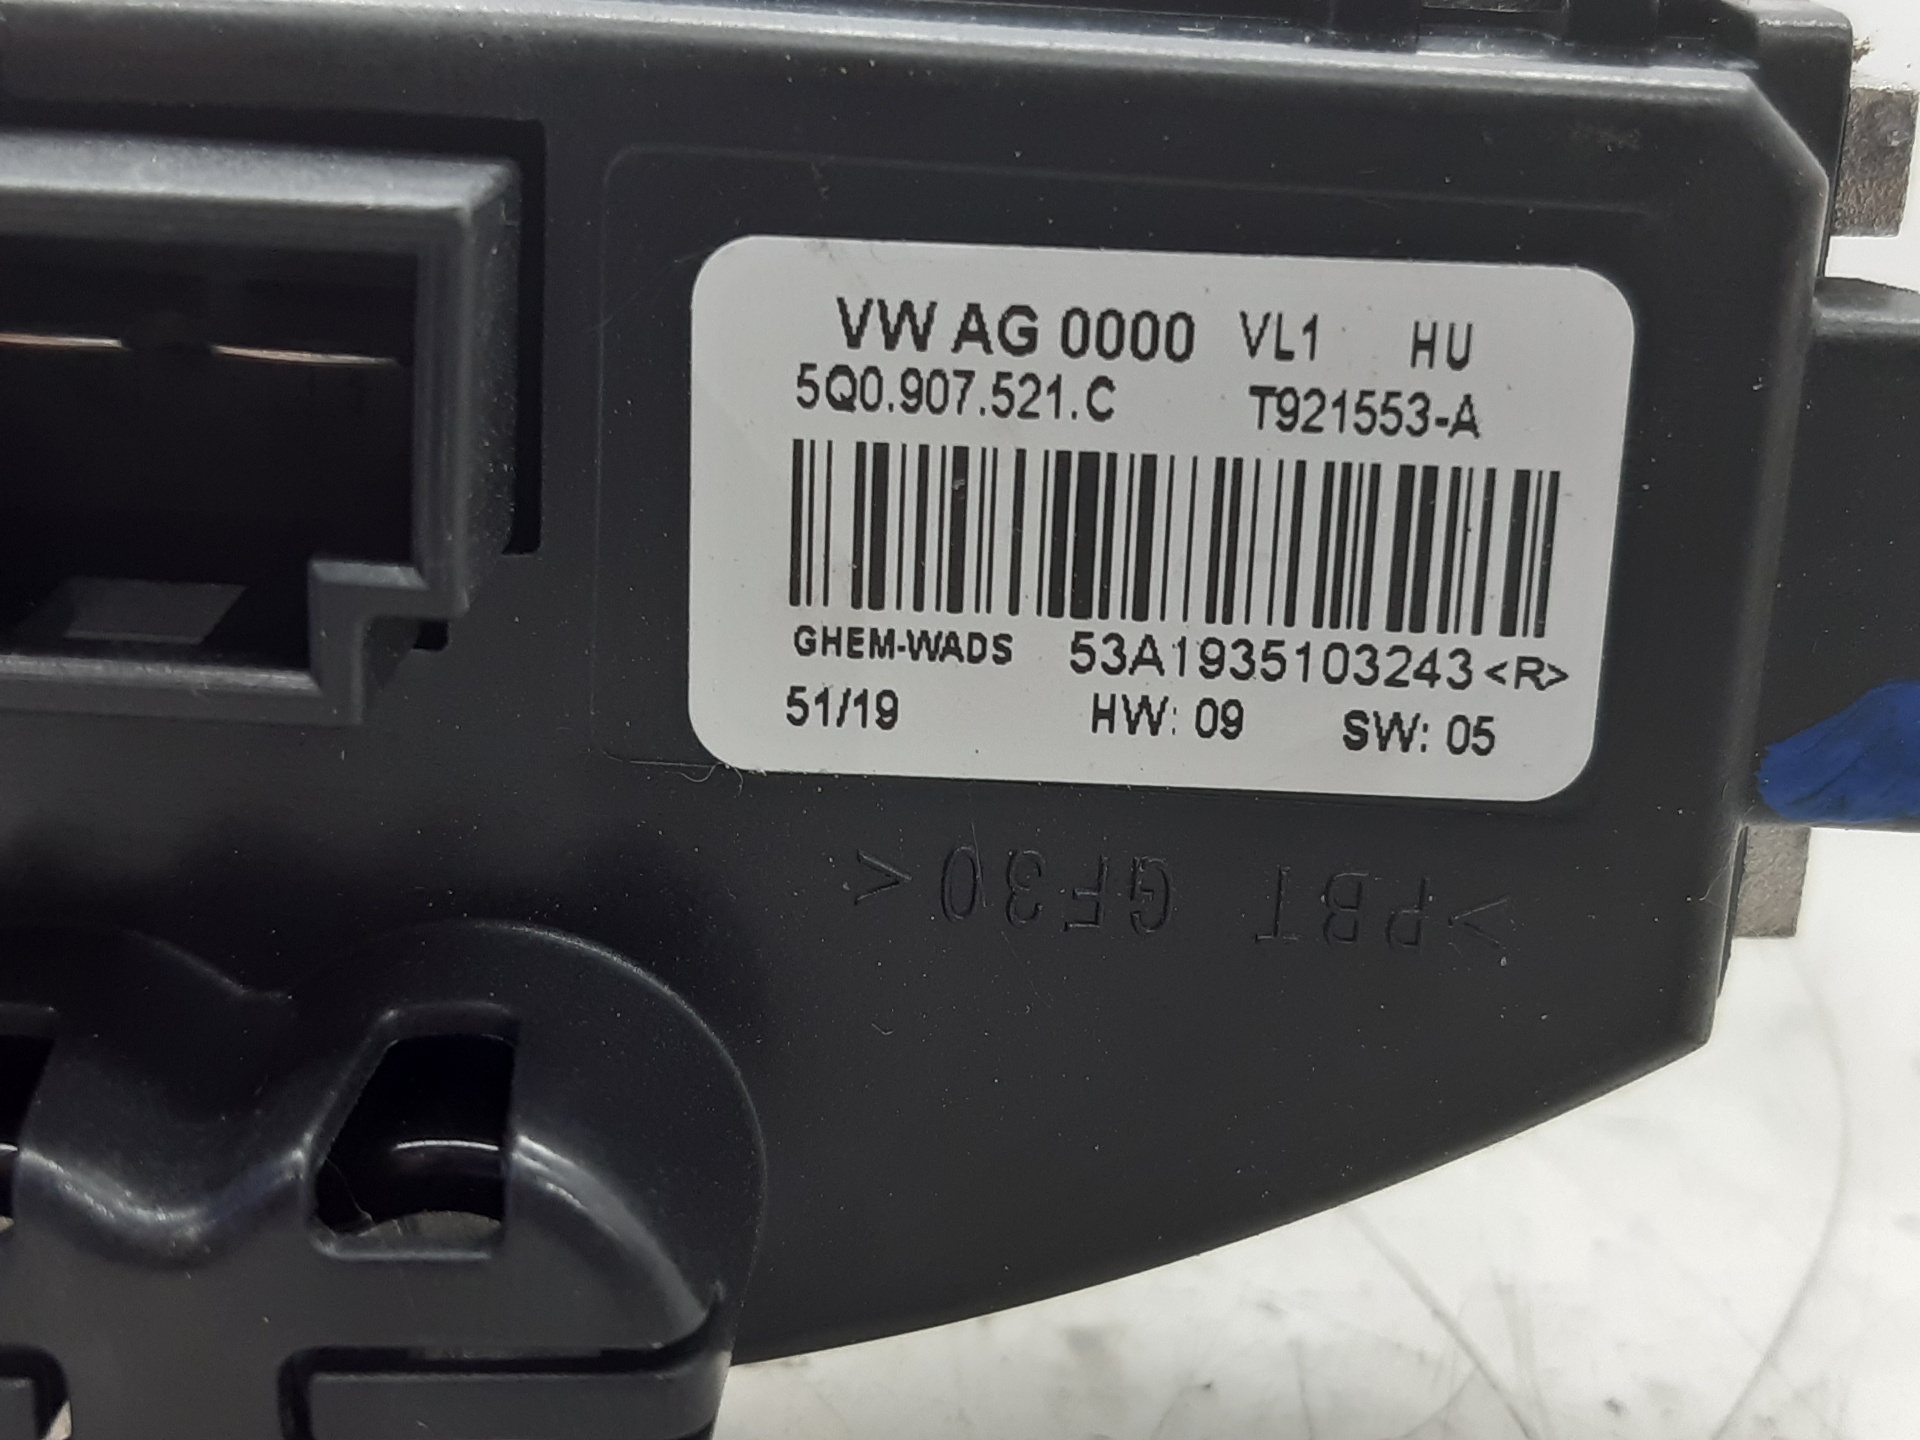 VW AG 0000 VL1 HU
5Q0.907.521.C T921553-A
GHEM-WADS 53A1935103243<R>
51/19 HW: 09 SW: 05
>PBT GF30<